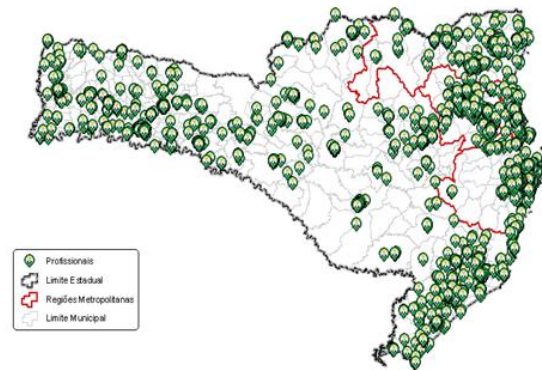 Profissionais
Limite Estadual
Regiões Metropolitanas
Limite Municipal